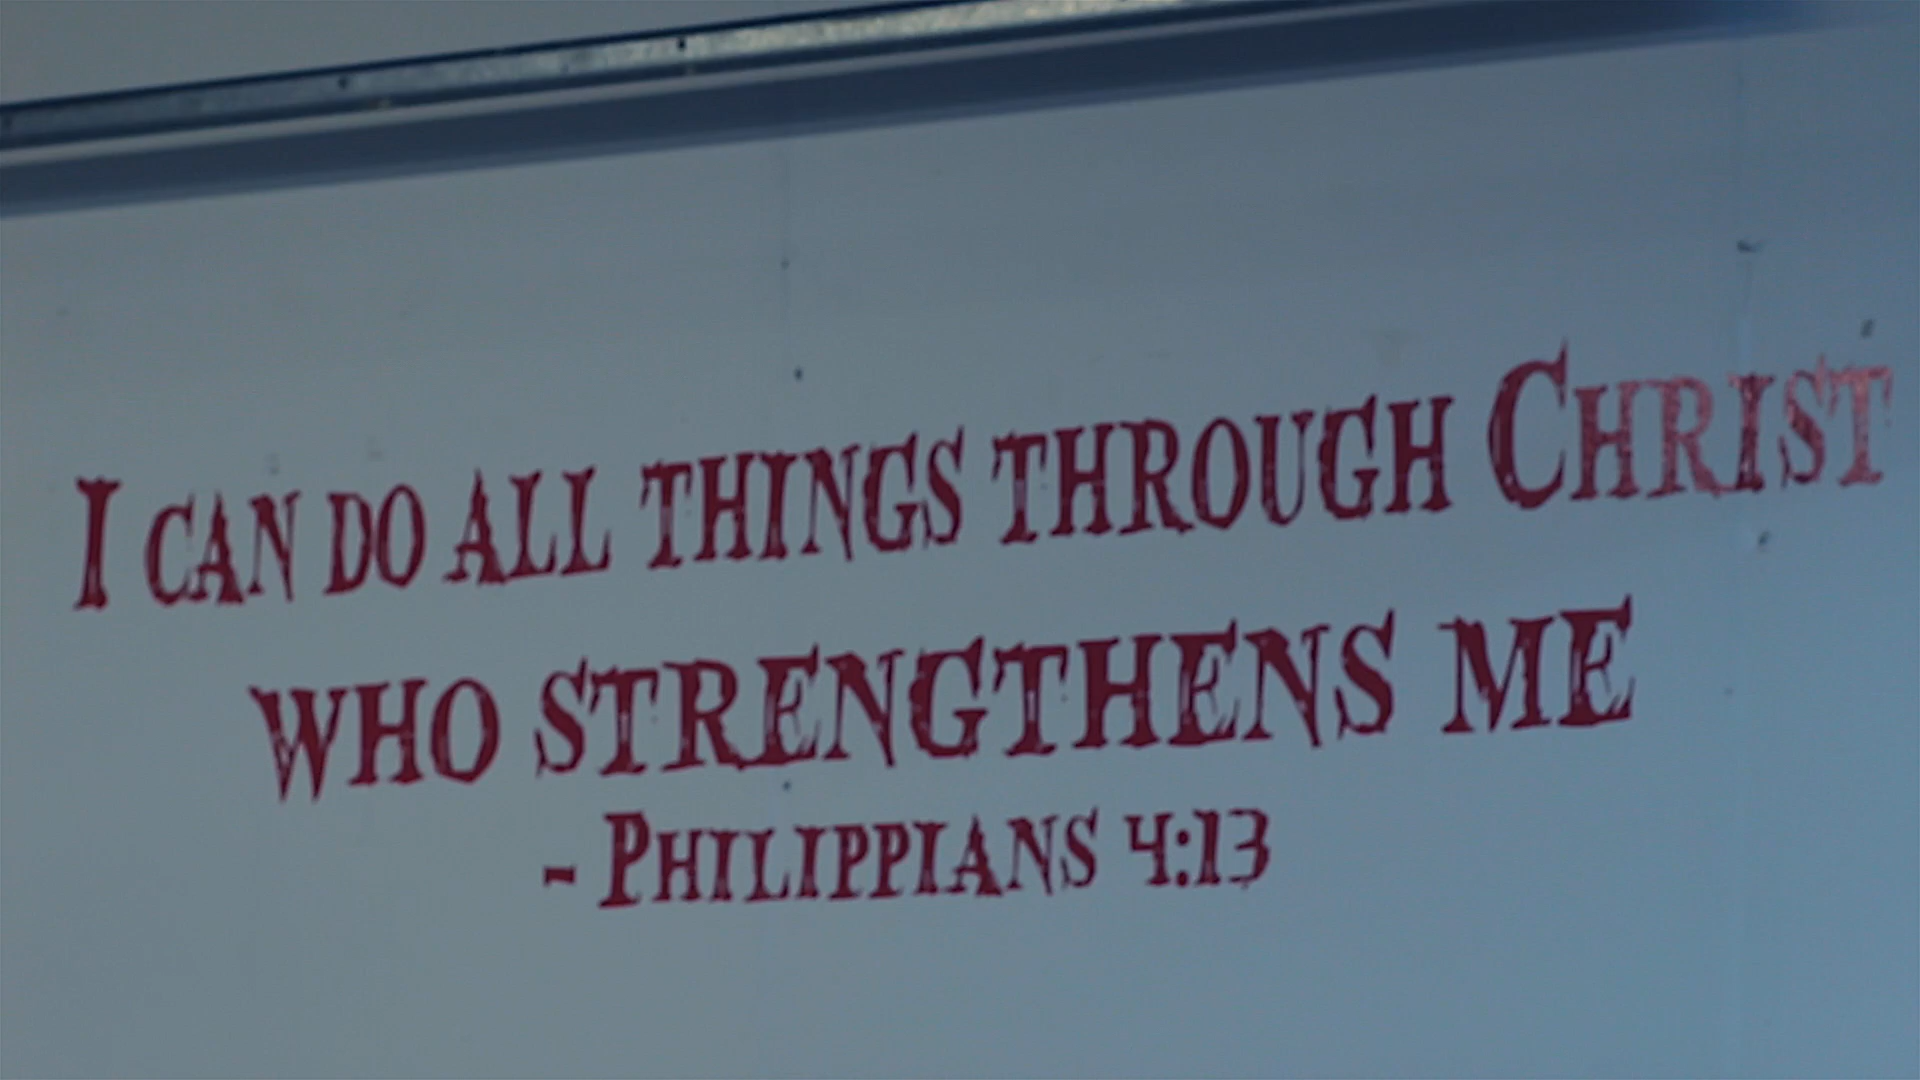 I CAN DO ALL THINGS THROUGH CHRIST
WHO STRENGTHENS ME
- PHILIPPIANS 4:13